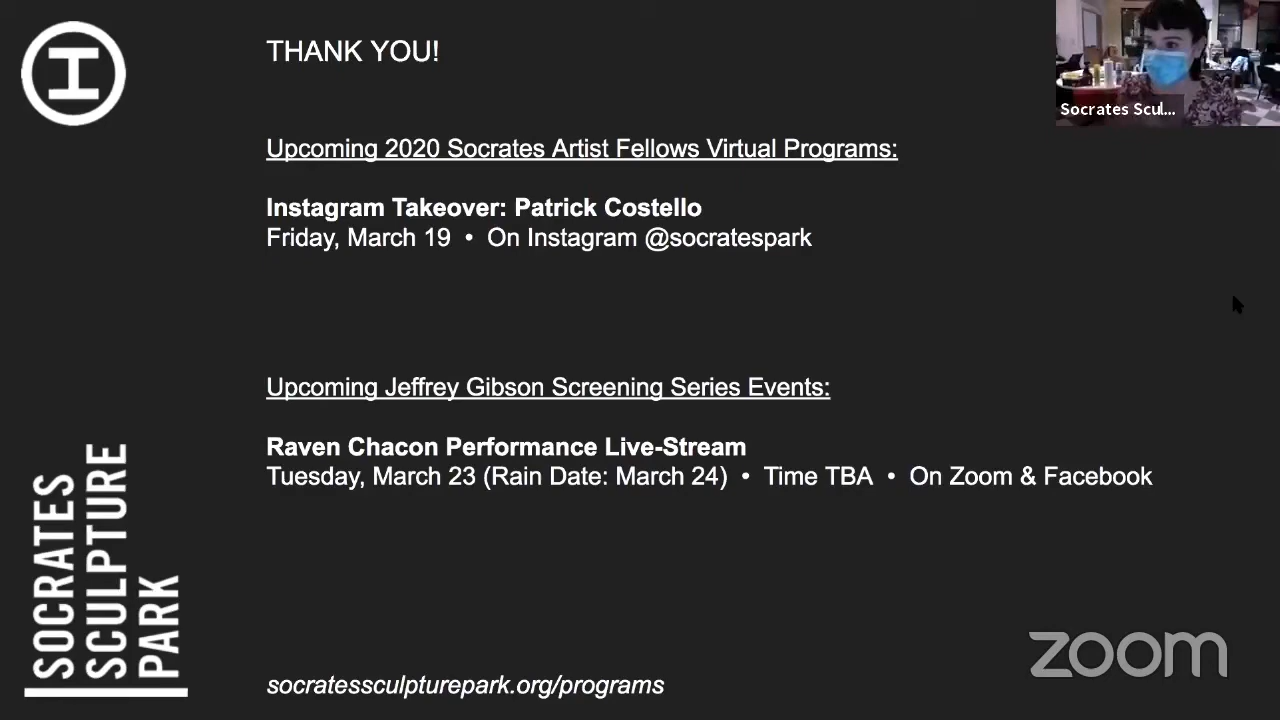 THANK YOU!
Socrates Scul...
Upcoming 2020 Socrates Artist Fellows Virtual Programs:
Instagram Takeover: Patrick Costello
Friday, March 19 • On Instagram @socratespark
Upcoming Jeffrey Gibson Screening Series Events:
Raven Chacon Performance Live-Stream
Tuesday, March 23 (Rain Date: March 24) • Time TBA • On Zoom & Facebook
SOCRATES
SCULPTURE
PARK
zoom
socratessculpturepark.org/programs